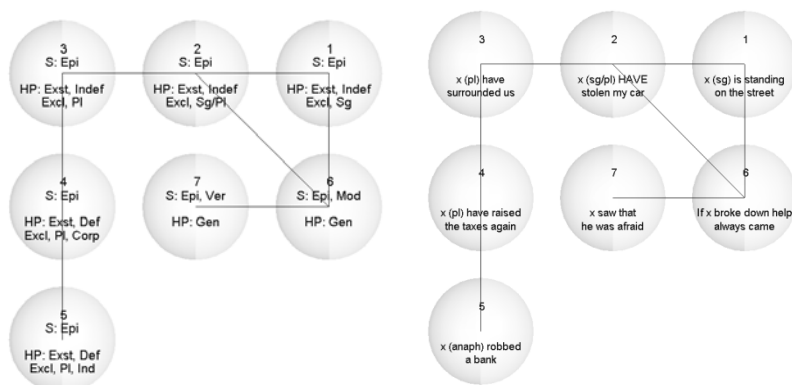 3
S: Epi
HP: Exst, Indef
Excl, Pl
2
S: Epi
HP: Exst, Indef
Excl, Sg/Pl
1
S: Epi
HP: Exst, Indef
Excl, Sg
4
S: Epi
HP: Exst, Def
Excl, Pl, Corp
7
S: Epi, Ver
HP: Gen
6
S: Epi, Mod
HP: Gen
5
S: Epi
HP: Exst, Def
Excl, Pl, Ind
3
x (pl) have
surrounded us
2
x (sg/pl) HAVE
stolen my car
1
x (sg) is standing
on the street
4
x (pl) have raised
the taxes again
7
x saw that
he was afraid
6
If x broke down help
always came
5
x (anaph) robbed
a bank